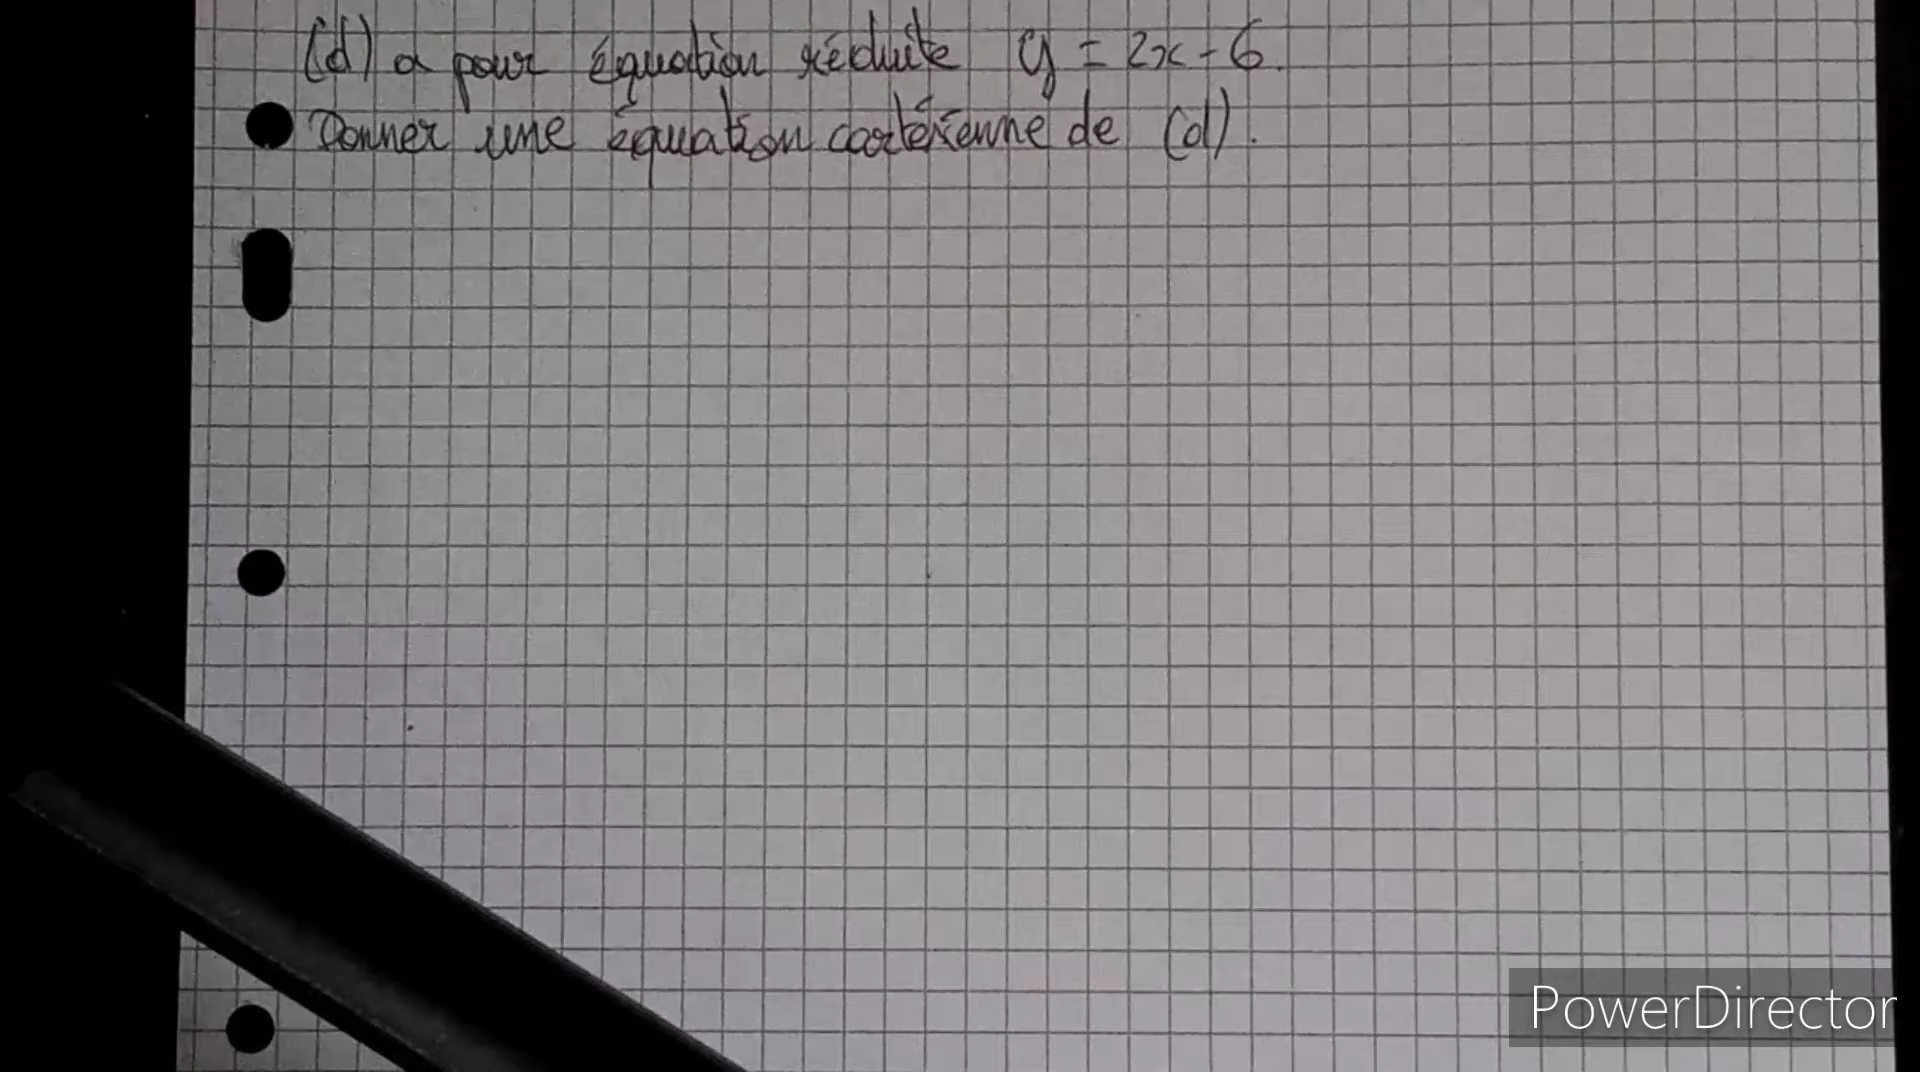 (d) a pour équation réduite y = 2x - 6.
Donner une équation cartésienne de (d).
PowerDirector